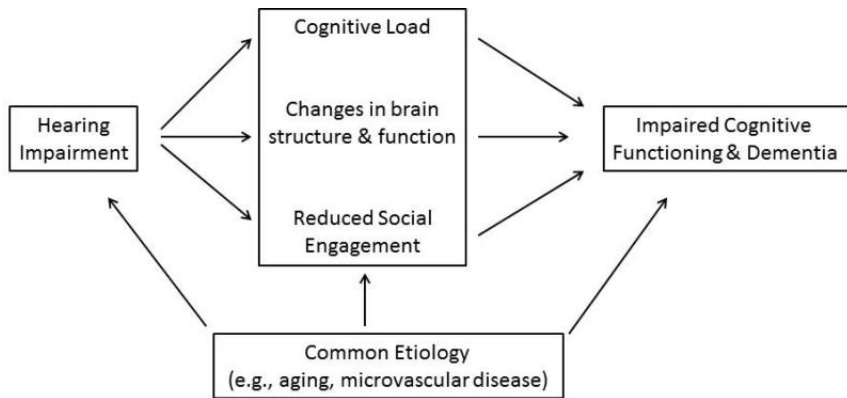 Cognitive Load
Hearing
Impairment
Changes in brain
structure & function
Reduced Social
Engagement
Impaired Cognitive
Functioning & Dementia
Common Etiology
(e.g., aging, microvascular disease)